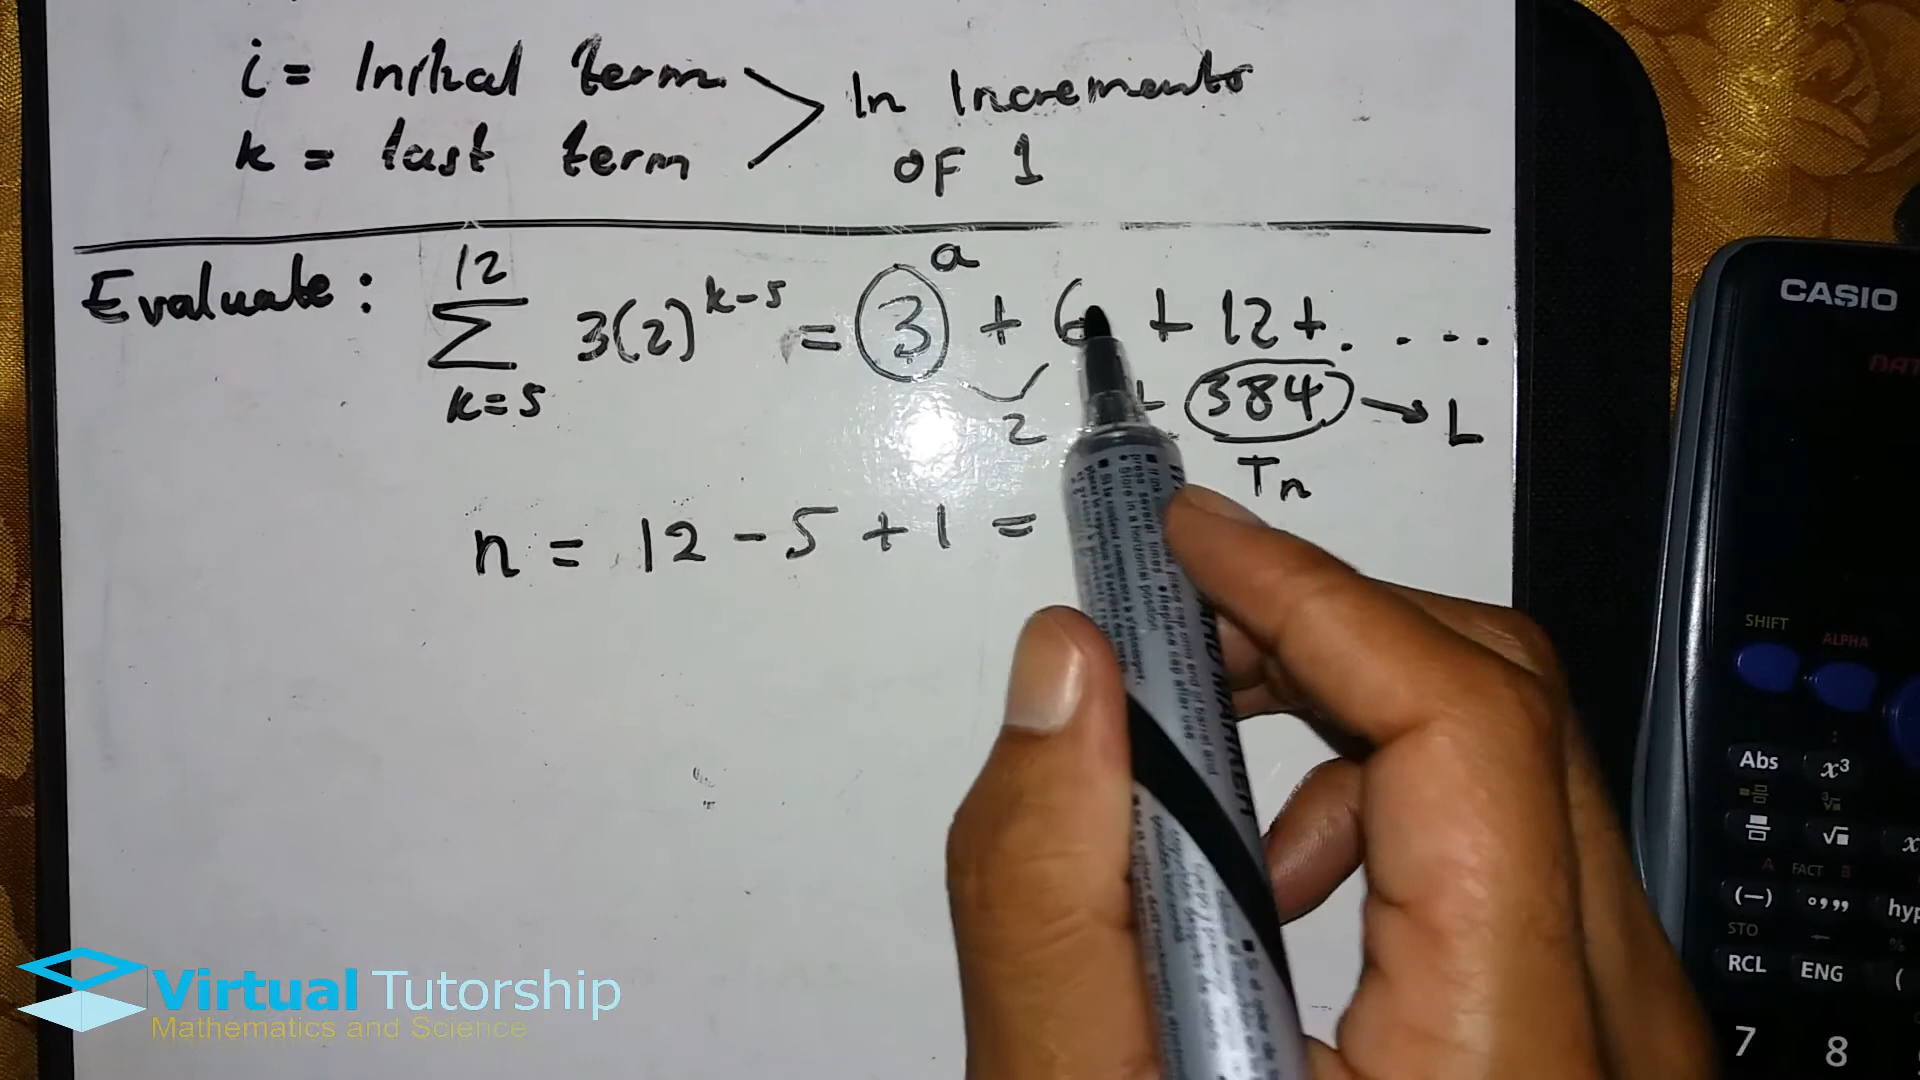 i = Initial term
k = last term
In Increments
of 1
Evaluate: 12 Σ k=5 3(2)^k-5 = 3 + 6 + 12 + . . . .
a
2
+ 384 → L
Tn
n = 12 - 5 + 1 =
CASIO
SHIFT
ALPHA
Abs x³
√
(–) °’”
A FACT B
hyp
STO
RCL ENG (
7 8
Virtual Tutorship
Mathematics and Science